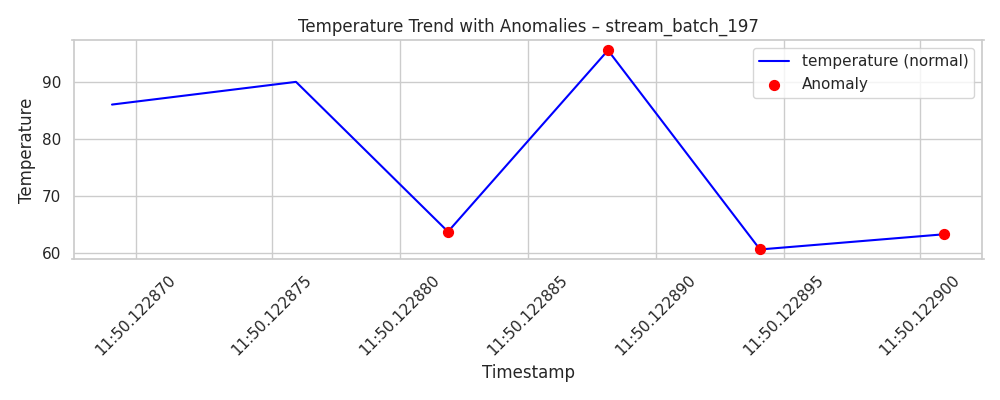 Temperature Trend with Anomalies – stream_batch_197
temperature (normal)
Anomaly
Temperature
90
80
70
60
11:50.122870
11:50.122875
11:50.122880
11:50.122885
11:50.122890
11:50.122895
11:50.122900
Timestamp